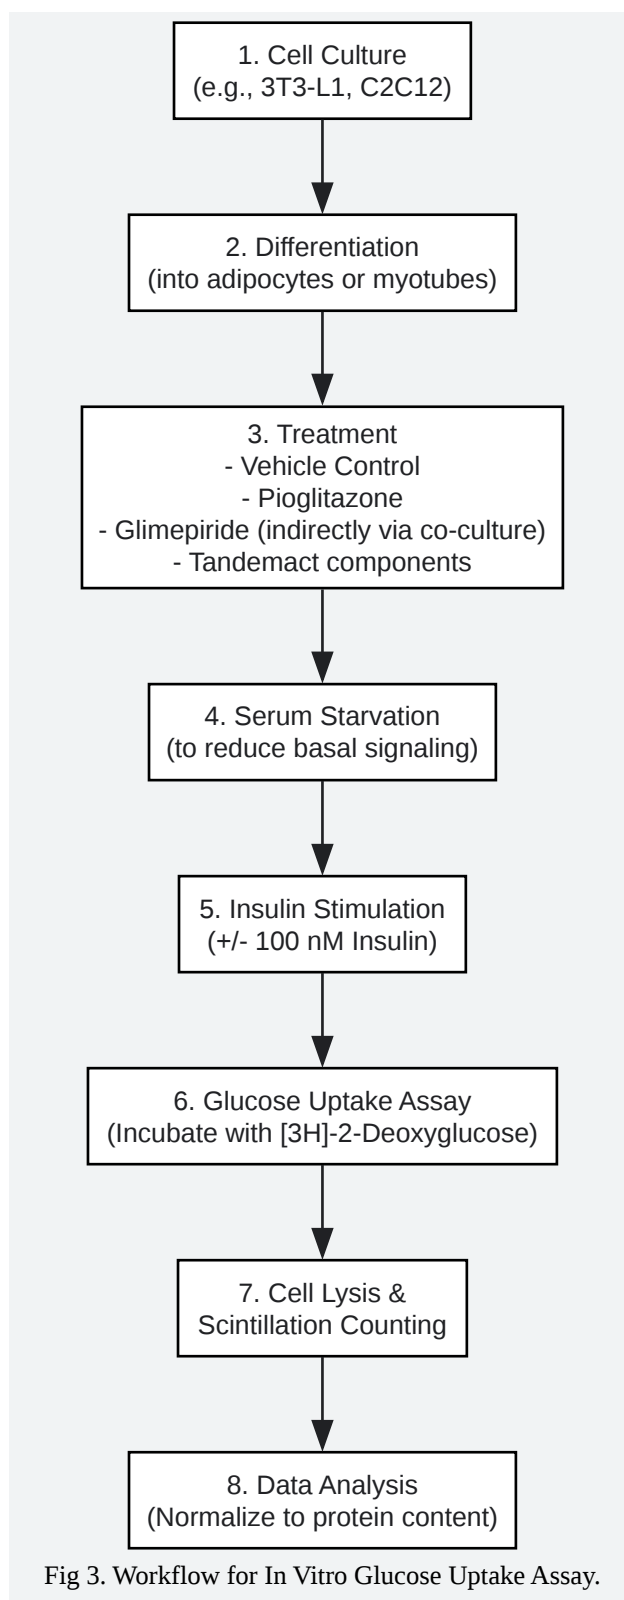 1. Cell Culture
(e.g., 3T3-L1, C2C12)
2. Differentiation
(into adipocytes or myotubes)
3. Treatment
- Vehicle Control
- Pioglitazone
- Glimepiride (indirectly via co-culture)
- Tandemact components
4. Serum Starvation
(to reduce basal signaling)
5. Insulin Stimulation
(+/- 100 nM Insulin)
6. Glucose Uptake Assay
(Incubate with [3H]-2-Deoxyglucose)
7. Cell Lysis &
Scintillation Counting
8. Data Analysis
(Normalize to protein content)
Fig 3. Workflow for In Vitro Glucose Uptake Assay.